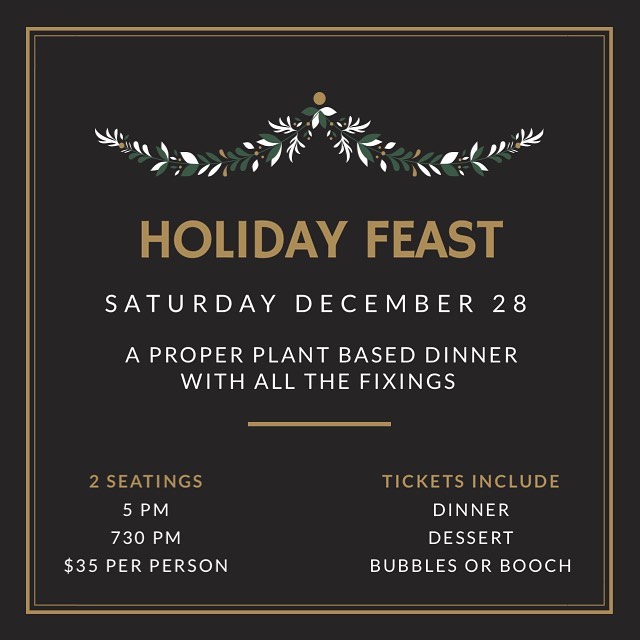 HOLIDAY FEAST
SATURDAY DECEMBER 28
A PROPER PLANT BASED DINNER
WITH ALL THE FIXINGS
2 SEATINGS
5 PM
730 PM
$35 PER PERSON
TICKETS INCLUDE
DINNER
DESSERT
BUBBLES OR BOOCH